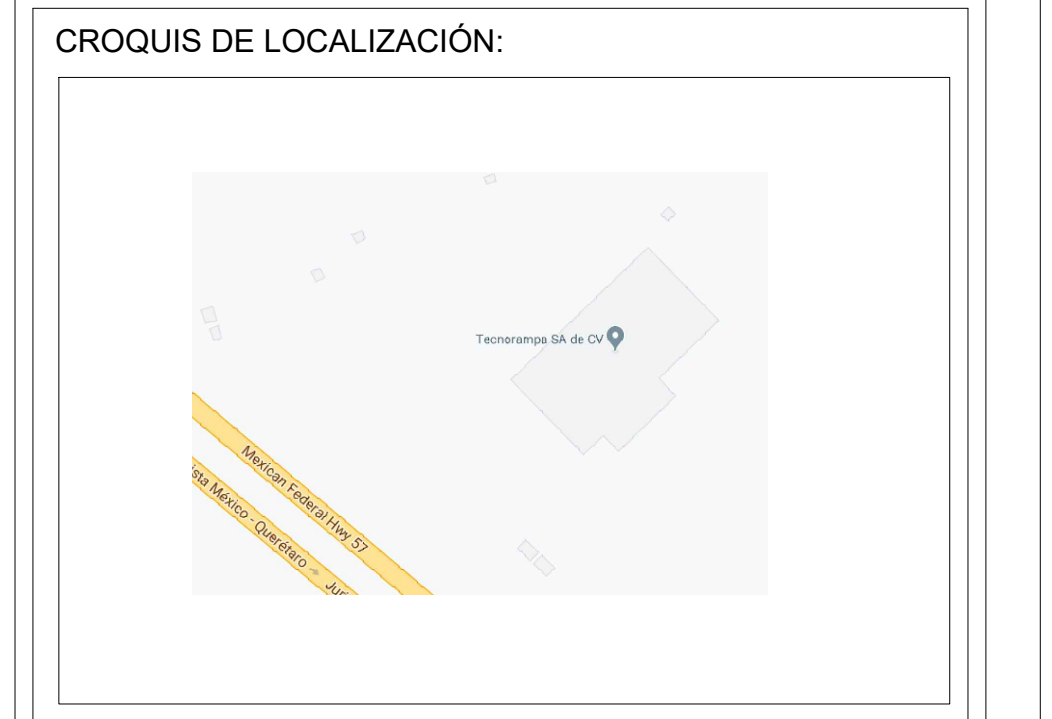 CROQUIS DE LOCALIZACIÓN:
Tecnorampa SA de CV
Mexican Federal Hwy 57
ista México - Querétaro